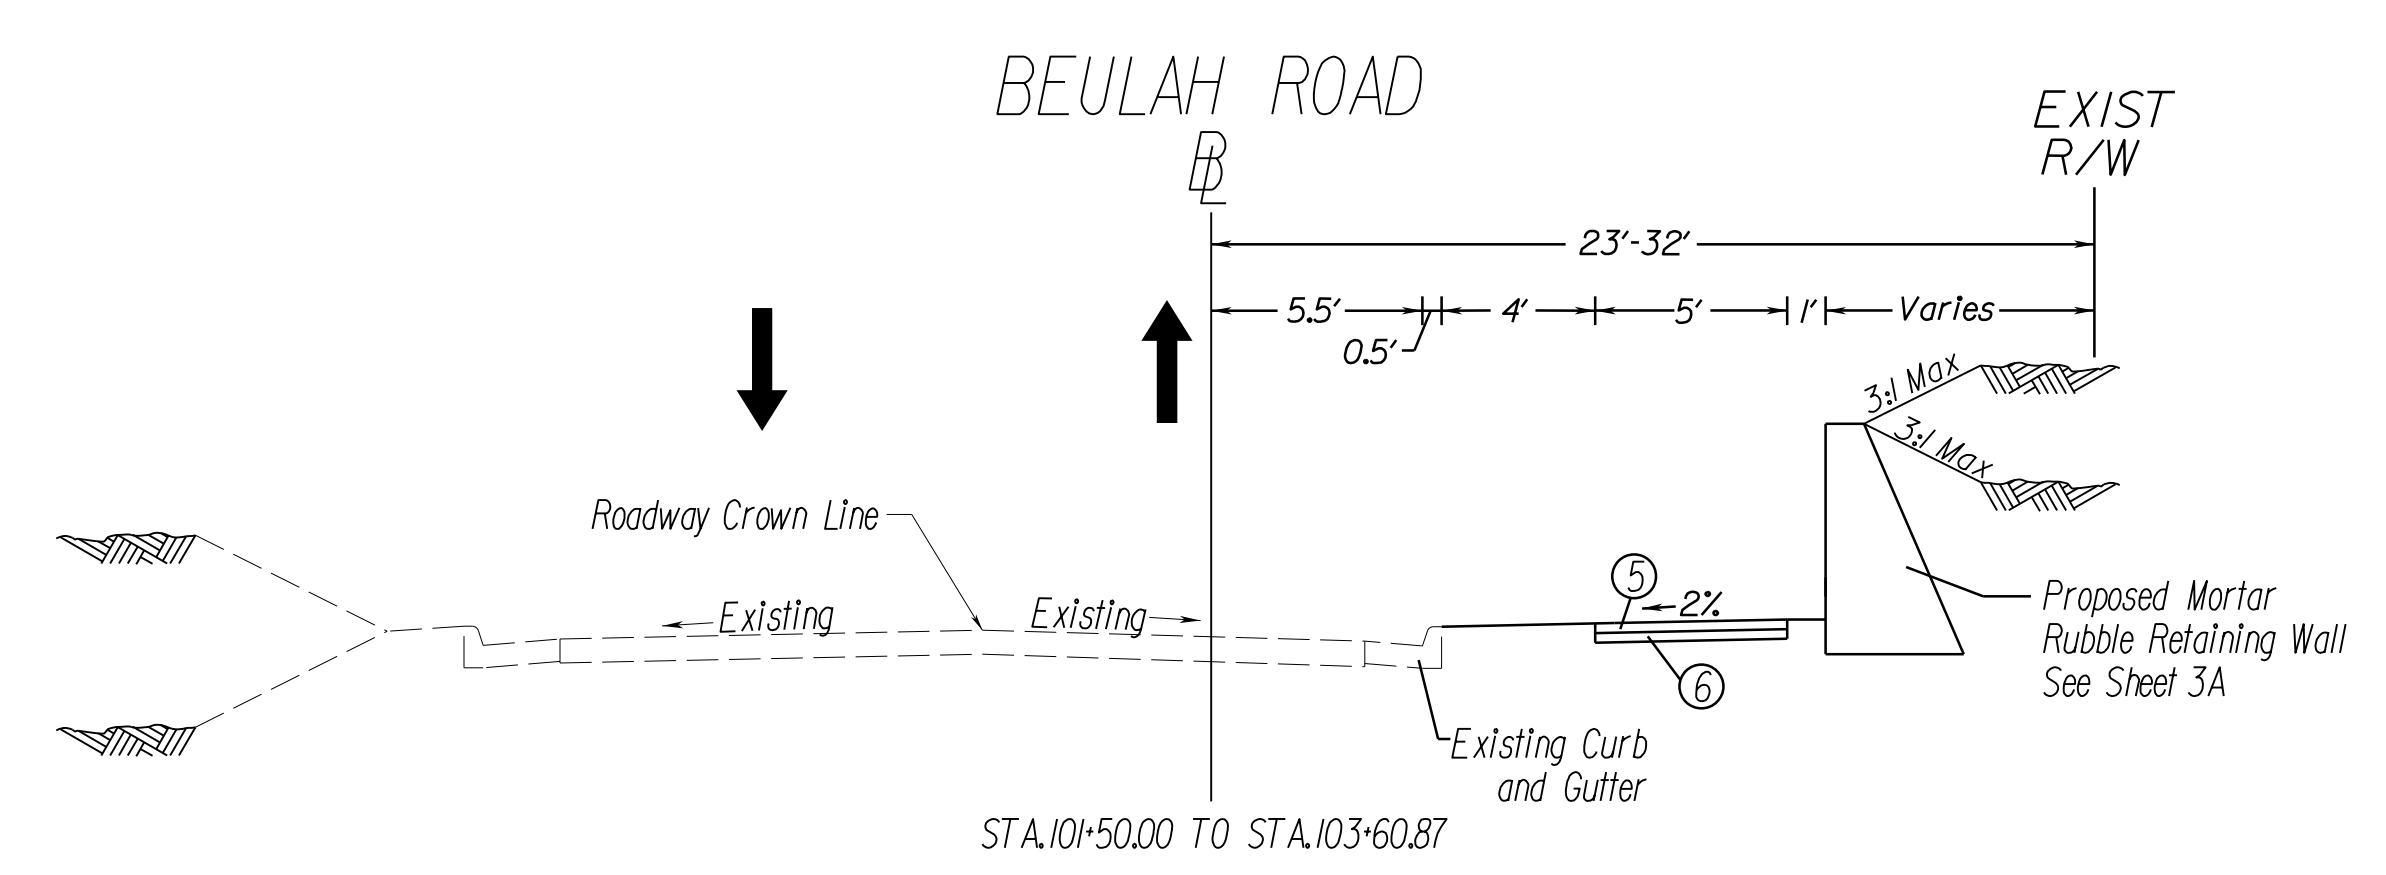 BEULAH ROAD
BL
EXIST
R/W
23'-32'
5.5'
4'
5'
1'
Varies
0.5'
3:1 Max
3:1 Max
Roadway Crown Line
Existing
Existing
5
2%
6
Proposed Mortar
Rubble Retaining Wall
See Sheet 3A
Existing Curb
and Gutter
STA.101+50.00 TO STA.103+60.87